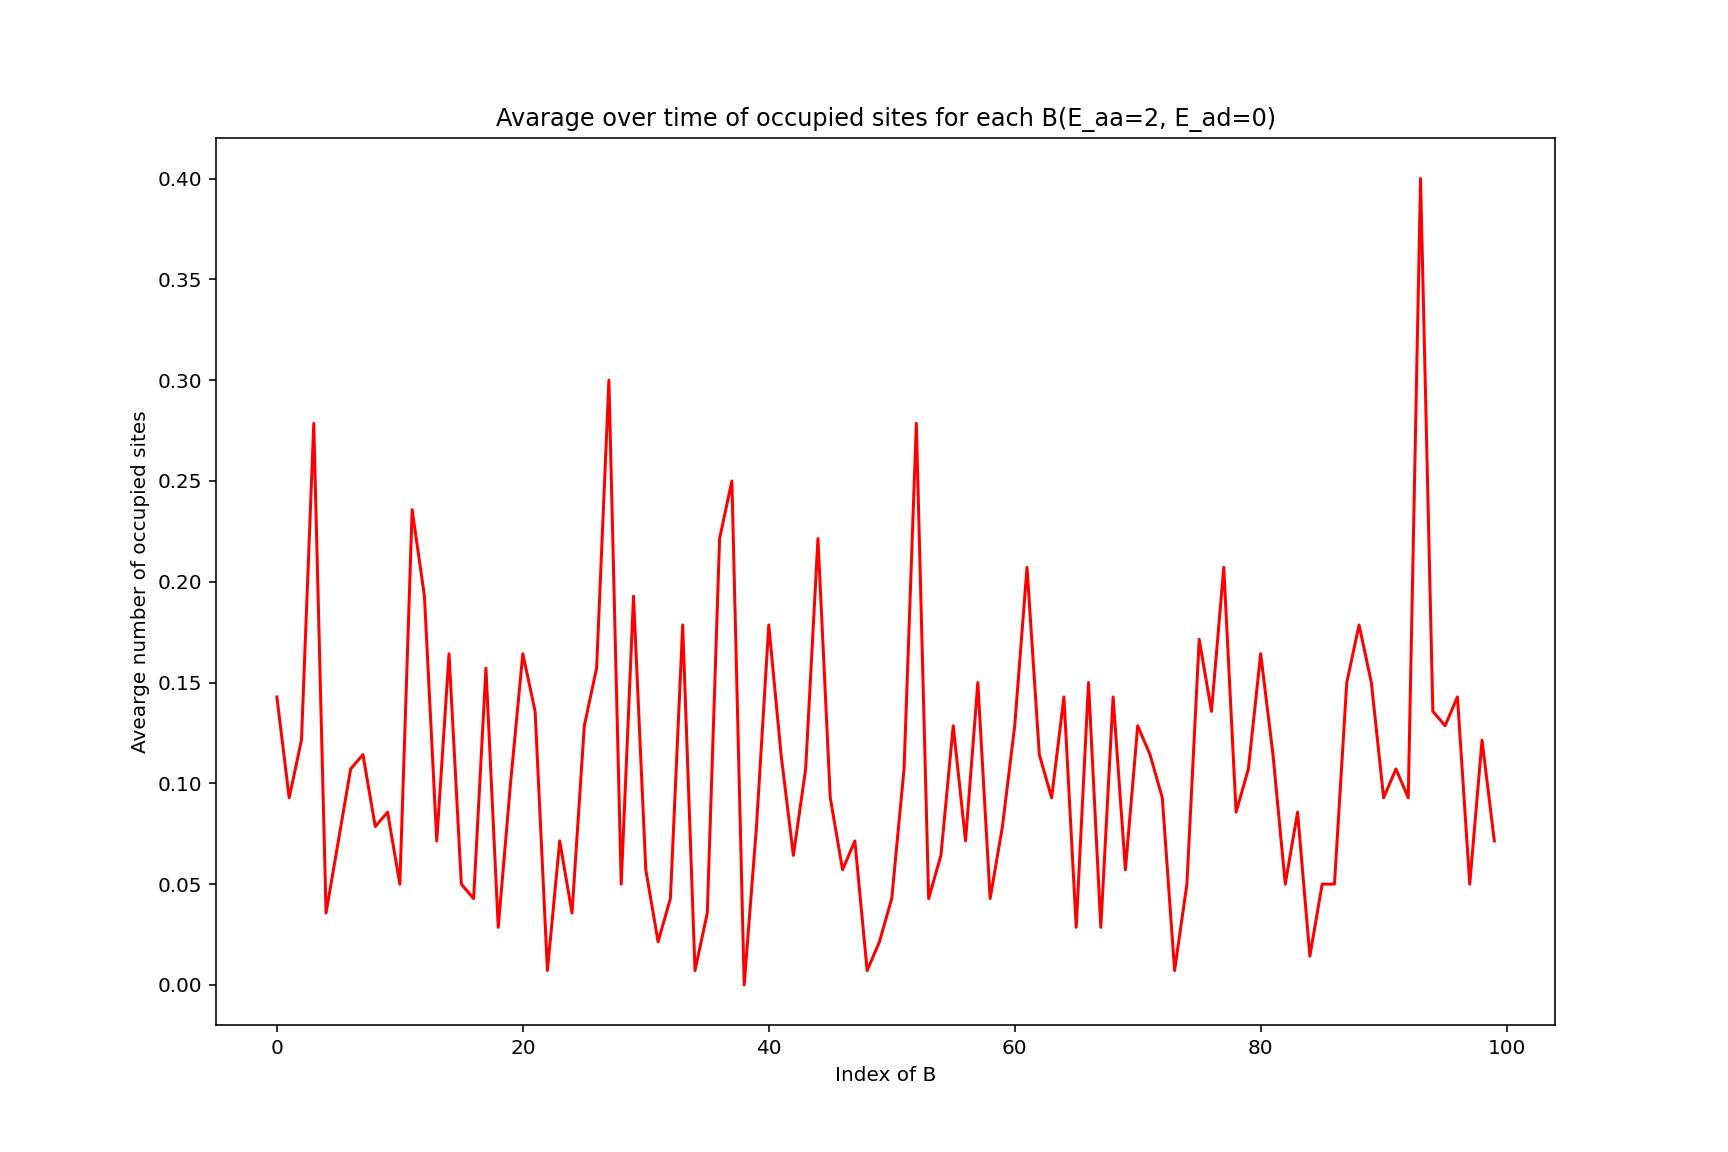 Avarage over time of occupied sites for each B(E_aa=2, E_ad=0)
0.40
0.35
0.30
0.25
0.20
0.15
0.10
0.05
0.00
Avearge number of occupied sites
0 20 40 60 80 100
Index of B